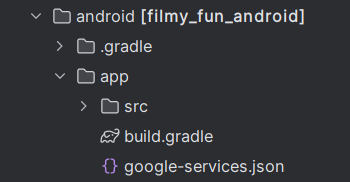 android [filmy_fun_android]
.gradle
app
src
build.gradle
google-services.json